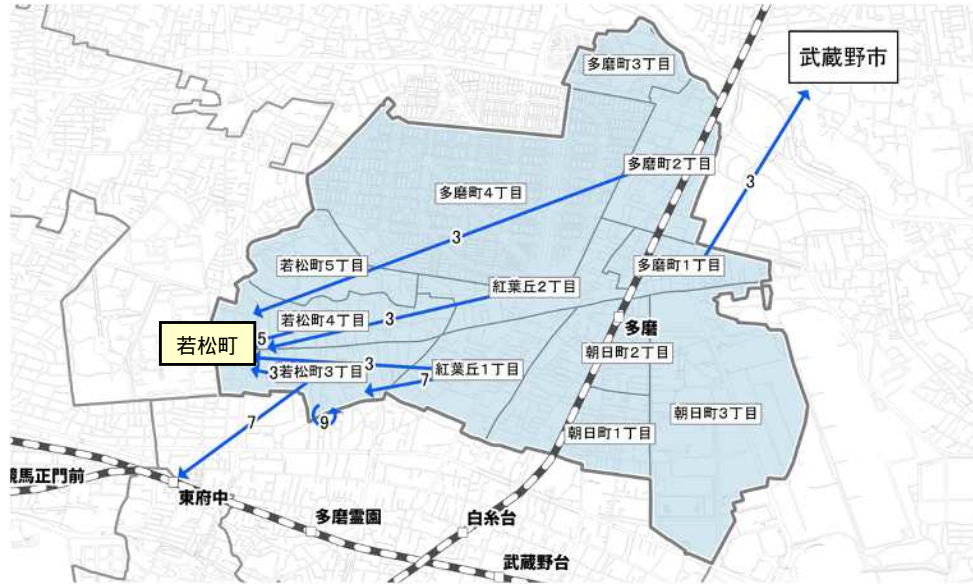 多磨町3丁目
武蔵野市
多磨町2丁目
3
多磨町4丁目
3
若松町5丁目
多磨町1丁目
紅葉丘2丁目
若松町4丁目
3
多磨
5
若松町
朝日町2丁目
3
若松町3丁目
3
紅葉丘1丁目
7
朝日町3丁目
7
9
朝日町1丁目
競馬正門前
東府中
多磨霊園
白糸台
武蔵野台